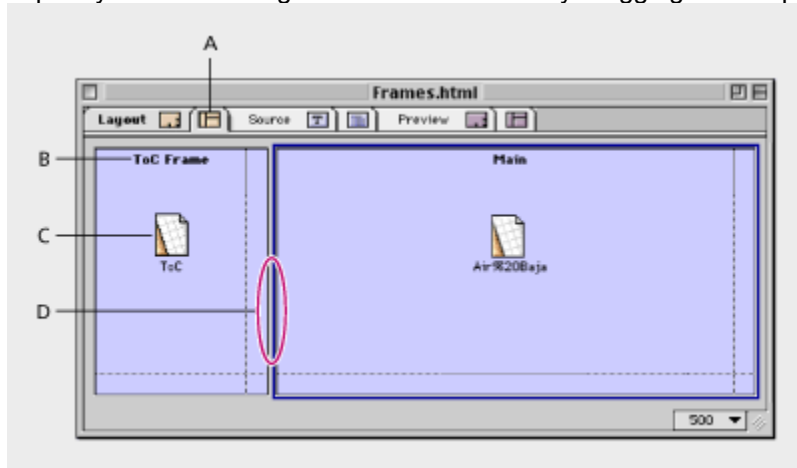 A
Frames.html
Layout Source Preview
B ToC Frame Main
C
ToC Air%20Baja
D
500